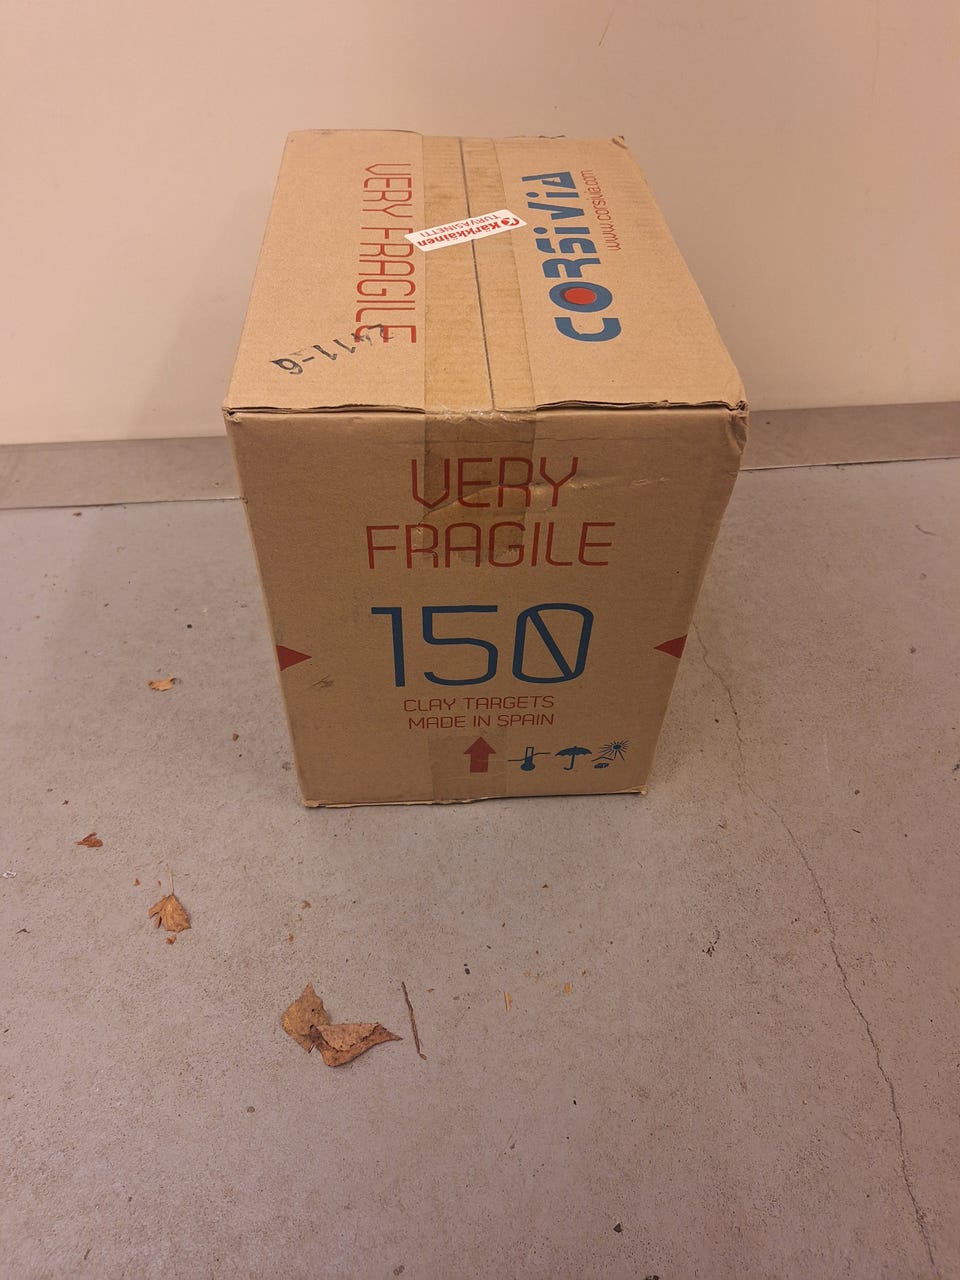 VERY FRAGILE
Kärkkäinen
TURVASINETTI
CORSiViA
www.corsivia.com
VERY
FRAGILE
150
CLAY TARGETS
MADE IN SPAIN